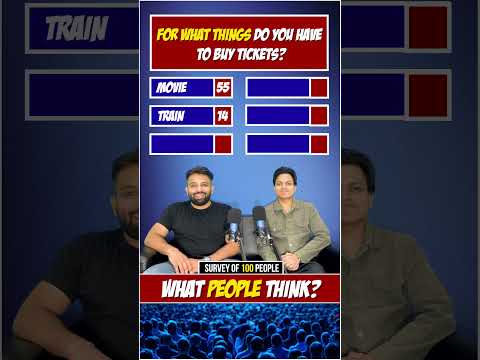 TRAIN
FOR WHAT THINGS DO YOU HAVE
TO BUY TICKETS?
MOVIE 55
TRAIN 14
SURVEY OF 100 PEOPLE
WHAT PEOPLE THINK?